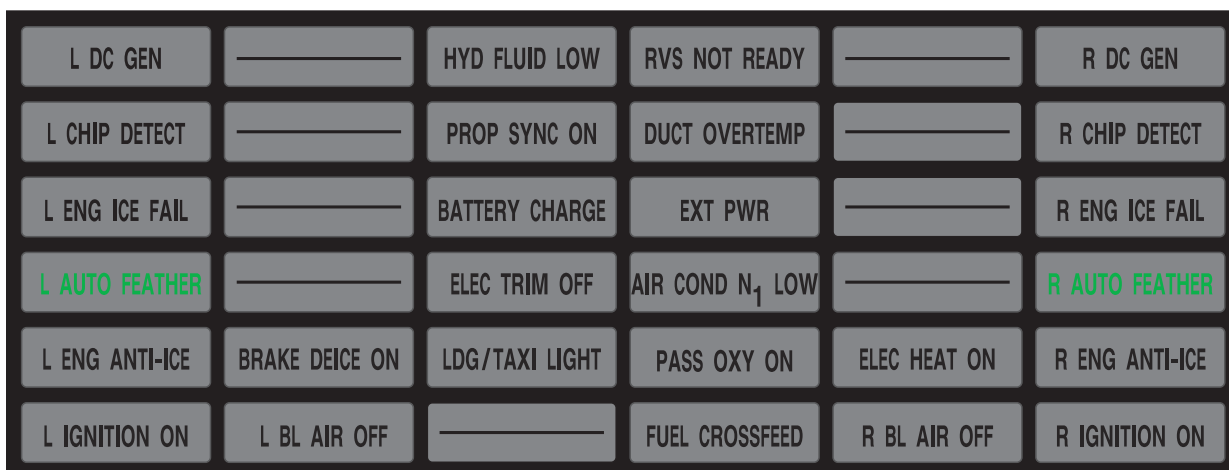 L DC GEN HYD FLUID LOW RVS NOT READY R DC GEN
L CHIP DETECT PROP SYNC ON DUCT OVERTEMP R CHIP DETECT
L ENG ICE FAIL BATTERY CHARGE EXT PWR R ENG ICE FAIL
L AUTO FEATHER ELEC TRIM OFF AIR COND N₁ LOW R AUTO FEATHER
L ENG ANTI-ICE BRAKE DEICE ON LDG/TAXI LIGHT PASS OXY ON ELEC HEAT ON R ENG ANTI-ICE
L IGNITION ON L BL AIR OFF FUEL CROSSFEED R BL AIR OFF R IGNITION ON